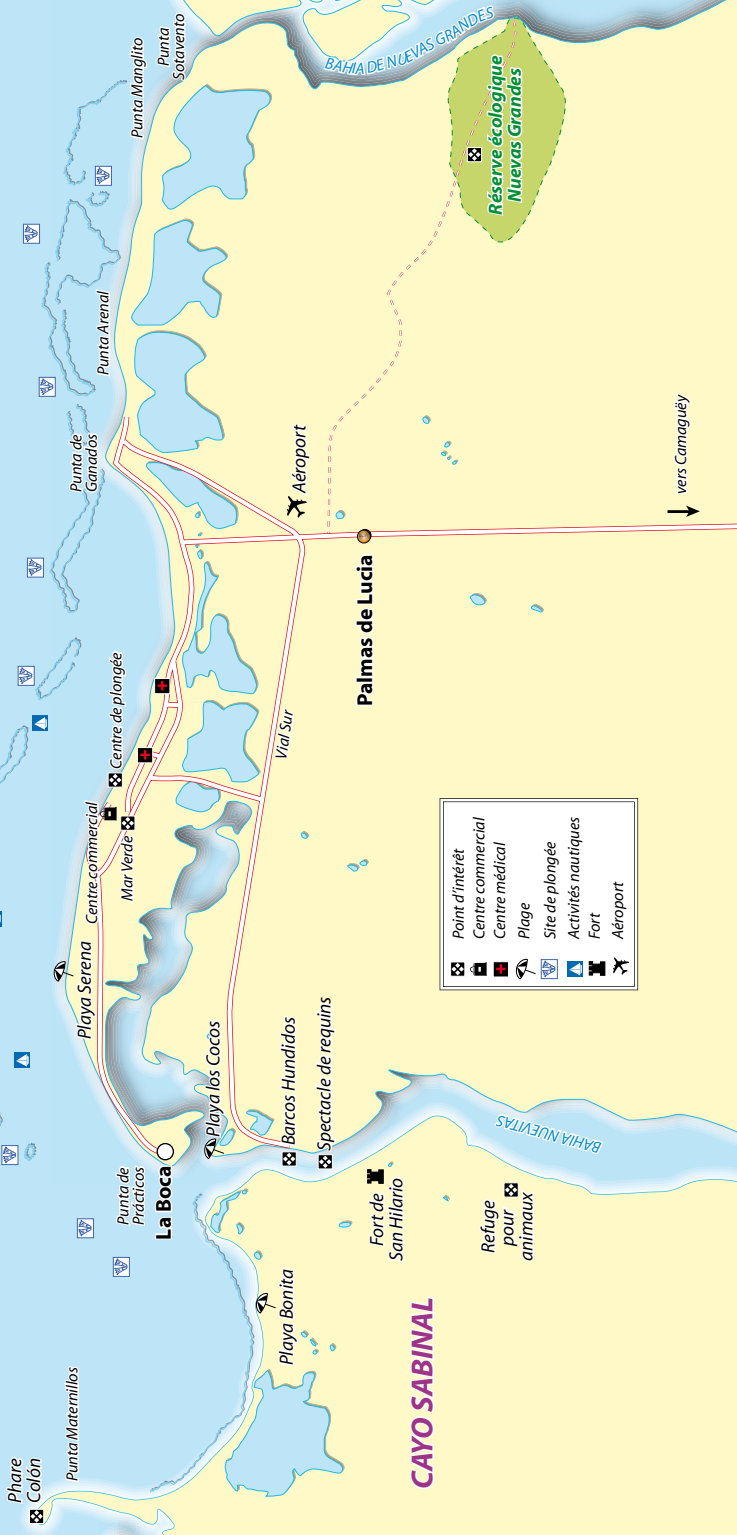 Phare
Colón
Punta Maternillos
Playa Bonita
CAYO SABINAL
Punta de
Prácticos
La Boca
Fort de
San Hilario
Refuge
pour
animaux
BAHIA NUEVITAS
Playa Serena
Playa los Cocos
Barcos Hundidos
Spectacle de requins
Centre commercial
Mar Verde
Centre de plongée
Vial Sur
Palmas de Lucia
Aéroport
Punta de
Ganados
Punta Arenal
Punta Manglito
Punta
Sotavento
BAHIA DE NUEVAS GRANDES
Réserve écologique
Nuevas Grandes
vers Camaguëy
Point d'intérêt
Centre commercial
Centre médical
Plage
Site de plongée
Activités nautiques
Fort
Aéroport